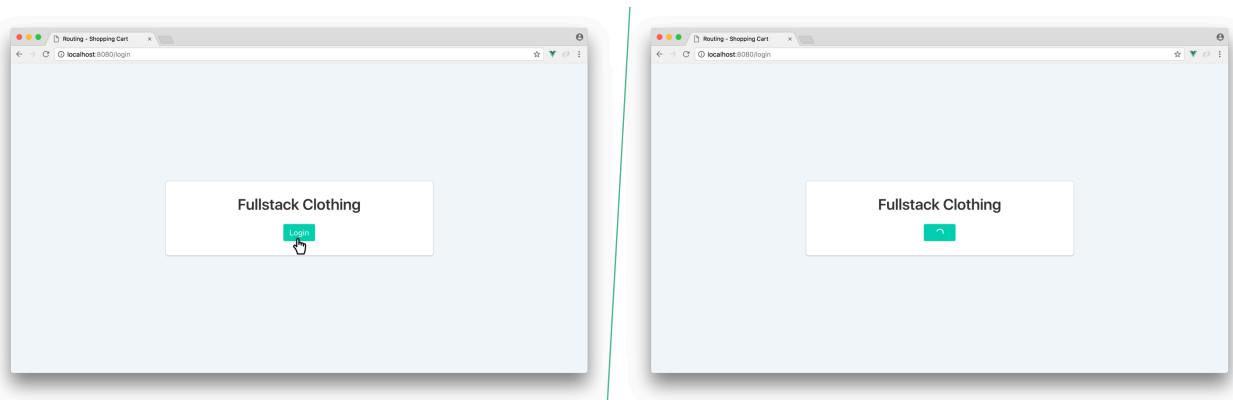 Routing - Shopping Cart
localhost:8080/login
Fullstack Clothing
Login
Routing - Shopping Cart
localhost:8080/login
Fullstack Clothing